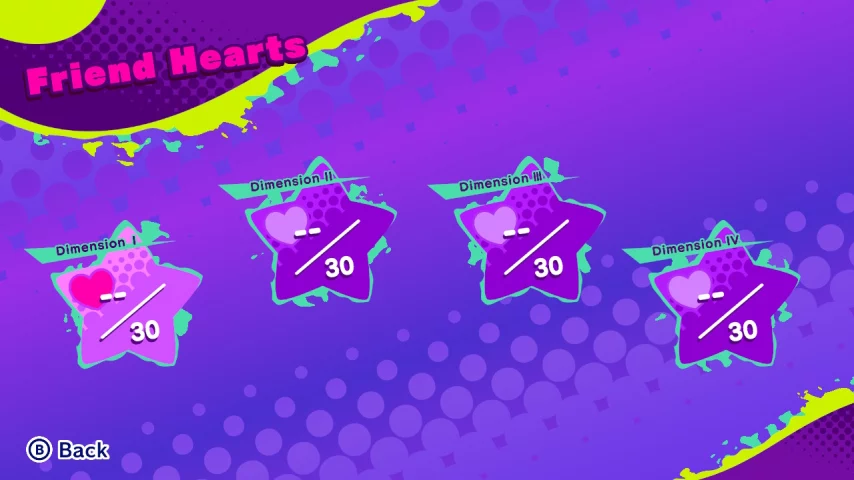 Friend Hearts
Dimension I
--
30
Dimension II
--
30
Dimension III
--
30
Dimension IV
--
30
B Back